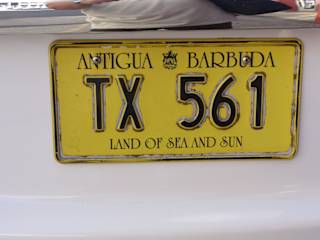 ANTIGUA BARBUDA
TX 561
LAND OF SEA AND SUN